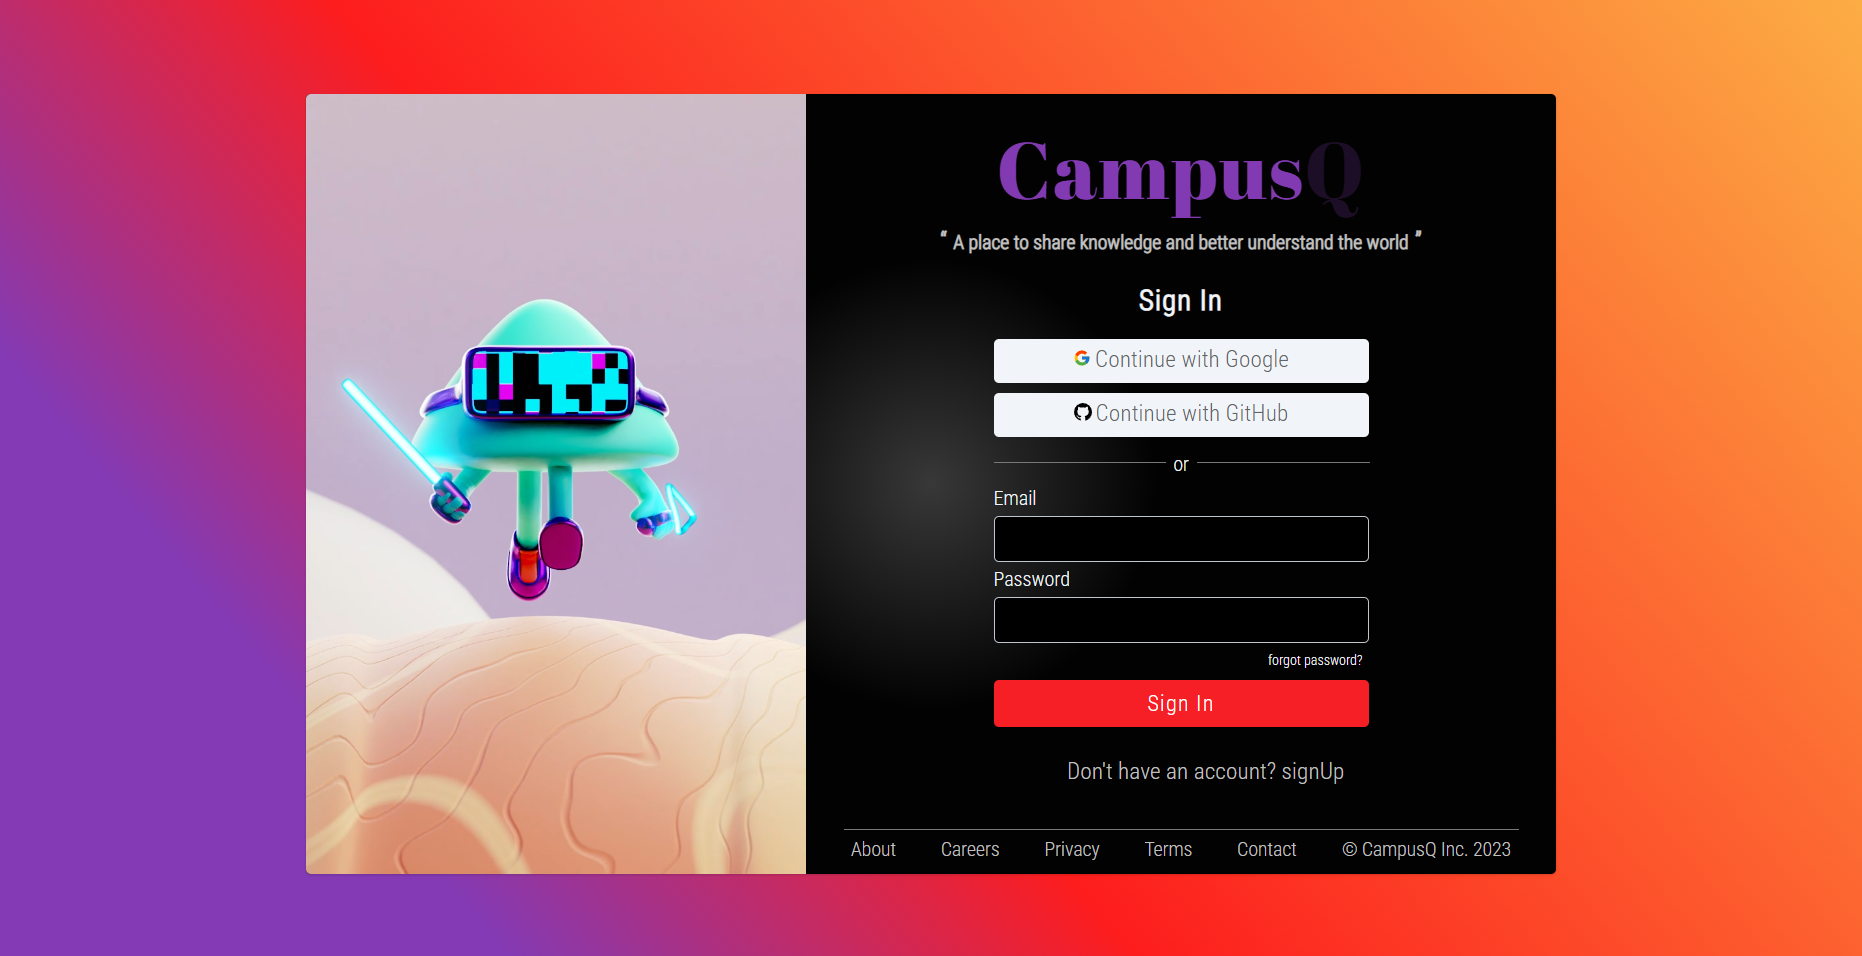 CampusQ
“ A place to share knowledge and better understand the world ”
Sign In
Continue with Google
Continue with GitHub
or
Email
Password
forgot password?
Sign In
Don't have an account? signUp
About Careers Privacy Terms Contact © CampusQ Inc. 2023